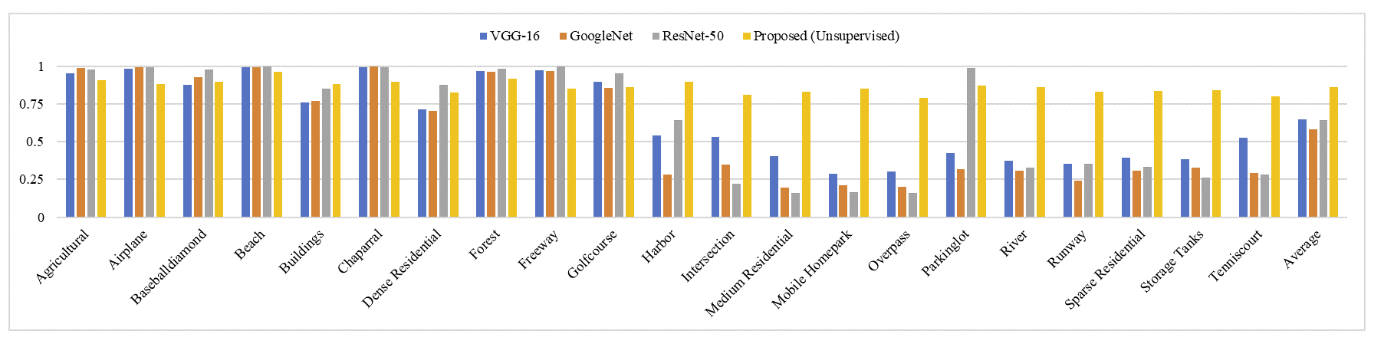 VGG-16 GoogleNet ResNet-50 Proposed (Unsupervised)
1
0.75
0.5
0.25
0
Agricultural
Airplane
Baseballdiamond
Beach
Buildings
Chaparral
Dense Residential
Forest
Freeway
Golfcourse
Harbor
Intersection
Medium Residential
Mobile Homepark
Overpass
Parkinglot
River
Runway
Sparse Residential
Storage Tanks
Tenniscourt
Average